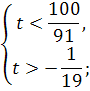 { t < 100/91,
t > -1/19;